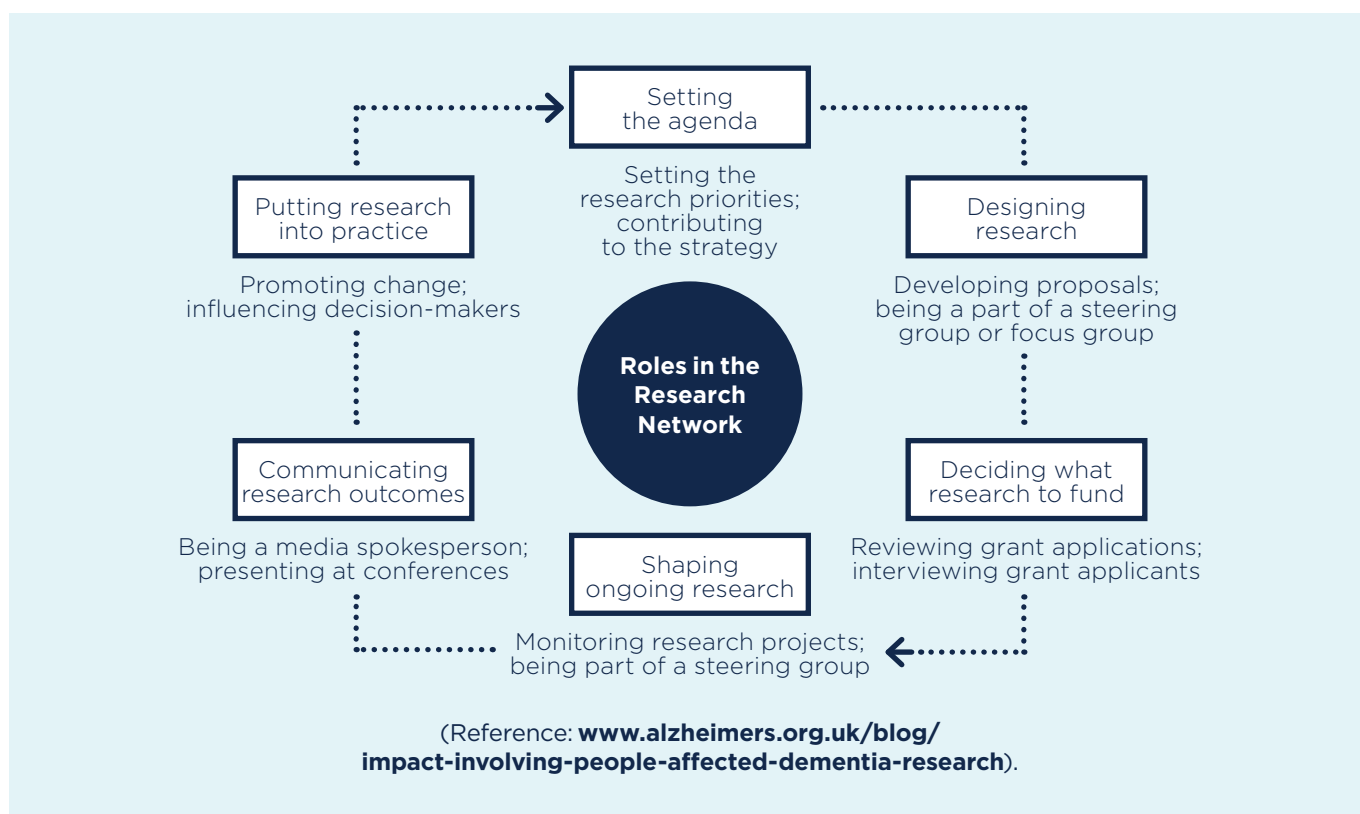 Setting
the agenda
Setting the
research priorities;
contributing
to the strategy
Designing
research
Developing proposals;
being a part of a steering
group or focus group
Deciding what
research to fund
Reviewing grant applications;
interviewing grant applicants
Shaping
ongoing research
Monitoring research projects;
being part of a steering group
Communicating
research outcomes
Being a media spokesperson;
presenting at conferences
Putting research
into practice
Promoting change;
influencing decision-makers
Roles in the
Research
Network
(Reference: www.alzheimers.org.uk/blog/
impact-involving-people-affected-dementia-research).